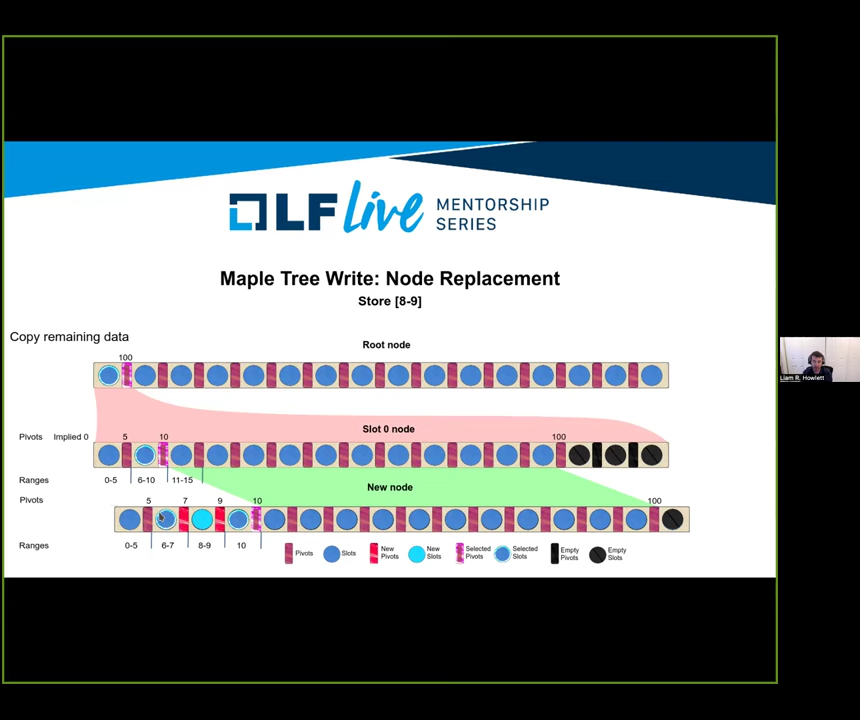 LF Live MENTORSHIP SERIES
Maple Tree Write: Node Replacement
Store [8-9]
Copy remaining data
Root node
100
Slot 0 node
Pivots Implied 0 5 10 100
Ranges 0-5 6-10 11-15
New node
Pivots 5 7 9 10 100
Ranges 0-5 6-7 8-9 10
Pivots Slots New Pivots New Slots Selected Pivots Selected Slots Empty Pivots Empty Slots
Liam R. Howlett